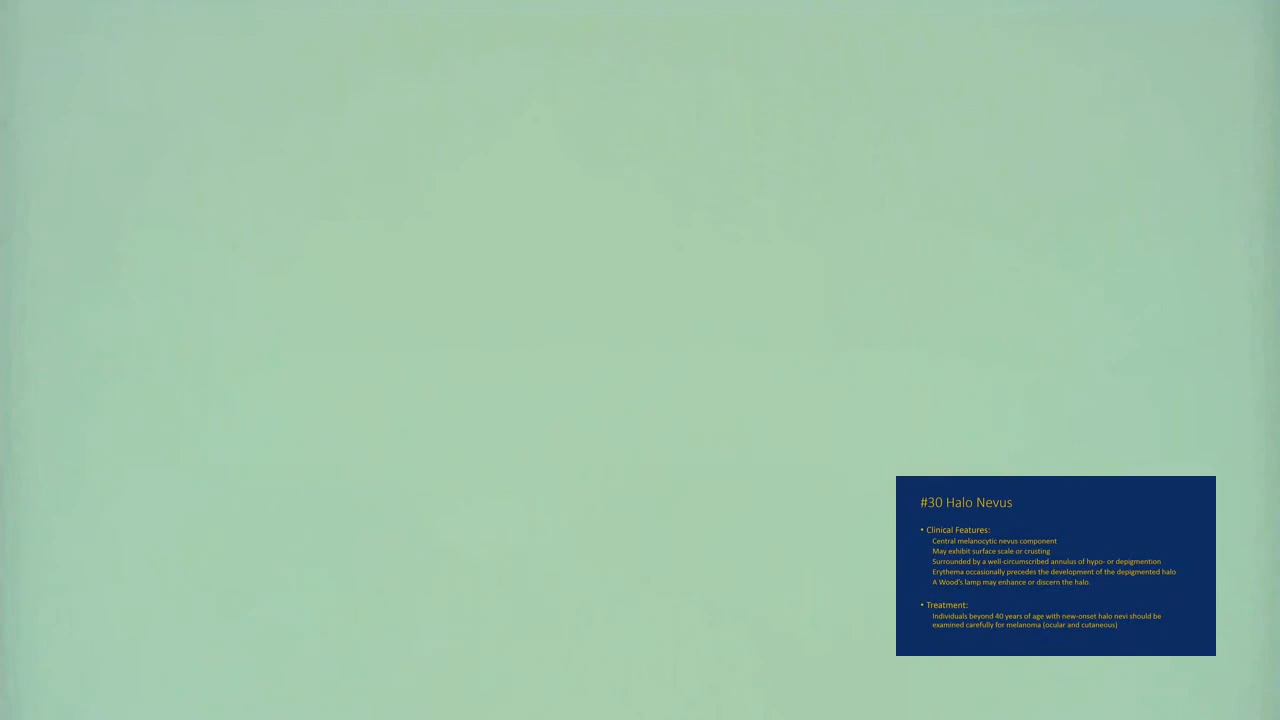 #30 Halo Nevus
• Clinical Features:
Central melanocytic nevus component
May exhibit surface scale or crusting
Surrounded by a well-circumscribed annulus of hypo- or depigmention
Erythema occasionally precedes the development of the depigmented halo
A Wood's lamp may enhance or discern the halo.
• Treatment:
Individuals beyond 40 years of age with new-onset halo nevi should be
examined carefully for melanoma (ocular and cutaneous)